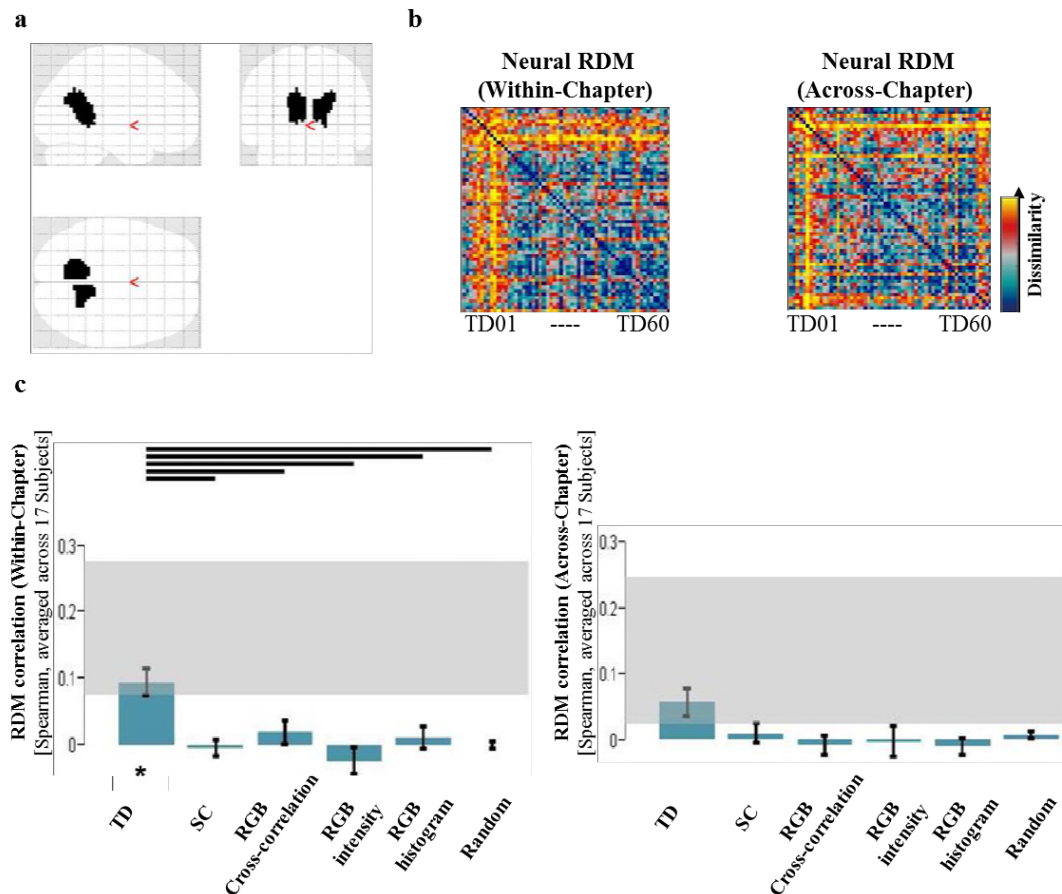 a
b
Neural RDM
(Within-Chapter)
Neural RDM
(Across-Chapter)
<
<
<
TD01 ---- TD60
TD01 ---- TD60
Dissimilarity
c
RDM correlation (Within-Chapter)
[Spearman, averaged across 17 Subjects]
0.3
0.2
0.1
0
*
TD
SC
RGB
Cross-correlation
RGB
intensity
RGB
histogram
Random
RDM correlation (Across-Chapter)
[Spearman, averaged across 17 Subjects]
0.3
0.2
0.1
0
TD
SC
RGB
Cross-correlation
RGB
intensity
RGB
histogram
Random